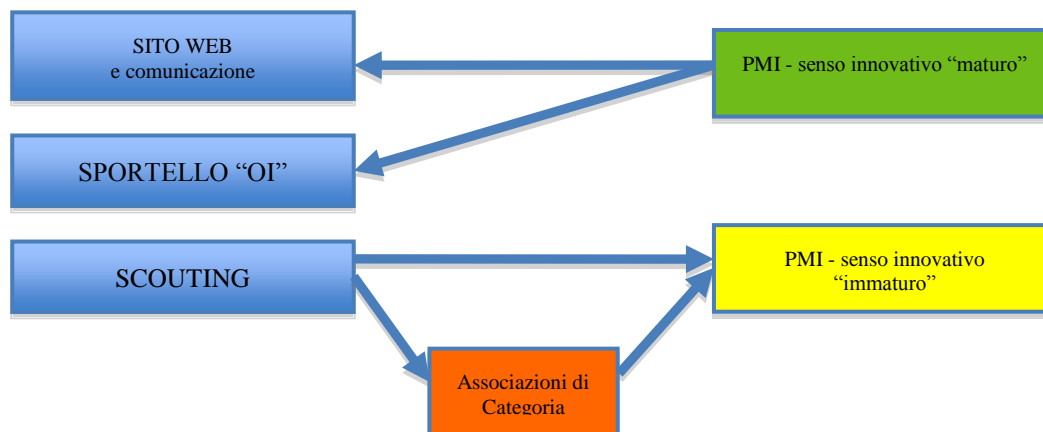 SITO WEB
e comunicazione
PMI - senso innovativo “maturo”
SPORTELLO “OI”
SCOUTING
PMI - senso innovativo
“immaturo”
Associazioni di
Categoria